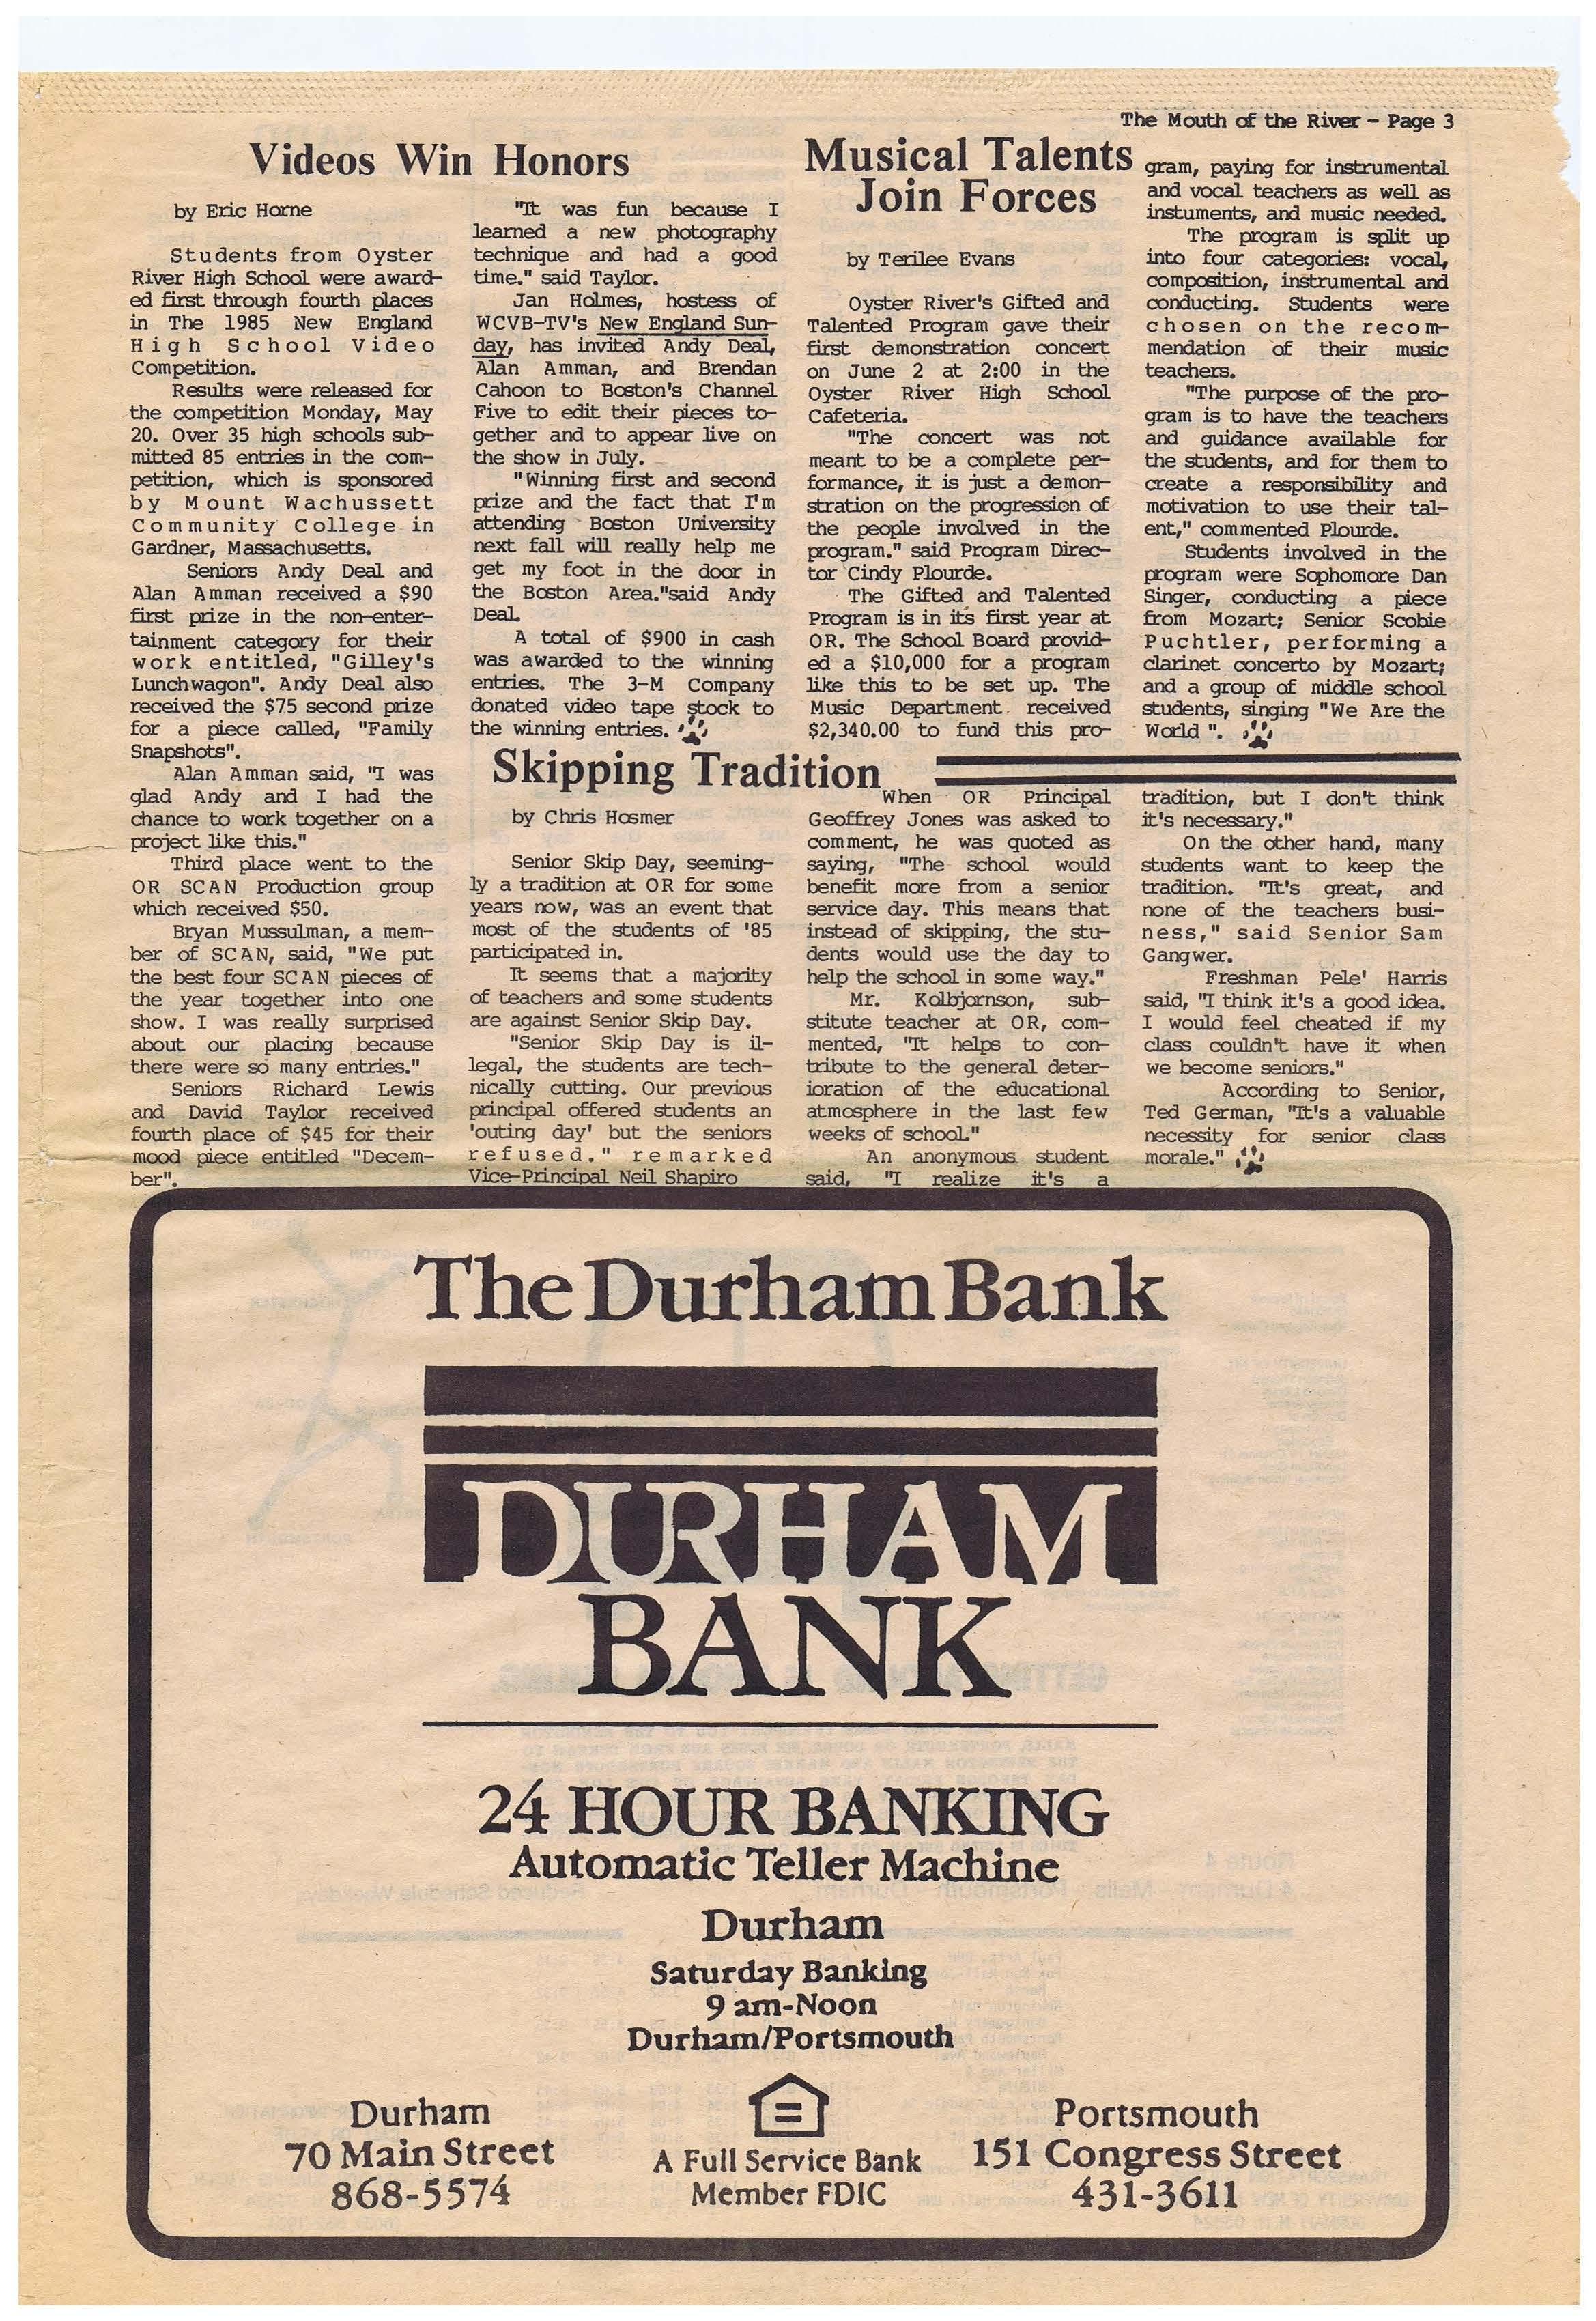 The Mouth of the River - Page 3
Videos Win Honors
by Eric Horne
Students from Oyster
River High School were award-
ed first through fourth places
in The 1985 New England
High School Video
Competition.
Results were released for
the competition Monday, May
20. Over 35 high schools sub-
mitted 85 entries in the com-
petition, which is sponsored
by Mount Wachussett
Community College in
Gardner, Massachusetts.
Seniors Andy Deal and
Alan Amman received a $90
first prize in the non-enter-
tainment category for their
work entitled, "Gilley's
Lunchwagon". Andy Deal also
received the $75 second prize
for a piece called, "Family
Snapshots".
Alan Amman said, "I was
glad Andy and I had the
chance to work together on a
project like this."
Third place went to the
OR SCAN Production group
which received $50.
Bryan Mussulman, a mem-
ber of SCAN, said, "We put
the best four SCAN pieces of
the year together into one
show. I was really surprised
about our placing because
there were so many entries."
Seniors Richard Lewis
and David Taylor received
fourth place of $45 for their
mood piece entitled "Decem-
ber".
"It was fun because I
learned a new photography
technique and had a good
time." said Taylor.
Jan Holmes, hostess of
WCVB-TV's New England Sun-
day, has invited Andy Deal,
Alan Amman, and Brendan
Cahoon to Boston's Channel
Five to edit their pieces to-
gether and to appear live on
the show in July.
"Winning first and second
prize and the fact that I'm
attending Boston University
next fall will really help me
get my foot in the door in
the Boston Area."said Andy
Deal.
A total of $900 in cash
was awarded to the winning
entries. The 3-M Company
donated video tape stock to
the winning entries.
Musical Talents
Join Forces
by Terilee Evans
Oyster River's Gifted and
Talented Program gave their
first demonstration concert
on June 2 at 2:00 in the
Oyster River High School
Cafeteria.
"The concert was not
meant to be a complete per-
formance, it is just a demon-
stration on the progression of
the people involved in the
program." said Program Direc-
tor Cindy Plourde.
The Gifted and Talented
Program is in it's first year at
OR. The School Board provid-
ed a $10,000 for a program
like this to be set up. The
Music Department received
$2,340.00 to fund this pro-
gram, paying for instrumental
and vocal teachers as well as
instuments, and music needed.
The program is split up
into four categories: vocal,
composition, instrumental and
conducting. Students were
chosen on the recom-
mendation of their music
teachers.
"The purpose of the pro-
gram is to have the teachers
and guidance available for
the students, and for them to
create a responsibility and
motivation to use their tal-
ent," commented Plourde.
Students involved in the
program were Sophomore Dan
Singer, conducting a piece
from Mozart; Senior Scobie
Puchtler, performing a
clarinet concerto by Mozart;
and a group of middle school
students, singing "We Are the
World ".
Skipping Tradition
by Chris Hosmer
Senior Skip Day, seeming-
ly a tradition at OR for some
years now, was an event that
most of the students of '85
participated in.
It seems that a majority
of teachers and some students
are against Senior Skip Day.
"Senior Skip Day is il-
legal, the students are tech-
nically cutting. Our previous
principal offered students an
'outing day' but the seniors
refused." remarked
Vice-Principal Neil Shapiro
When OR Principal
Geoffrey Jones was asked to
comment, he was quoted as
saying, "The school would
benefit more from a senior
service day. This means that
instead of skipping, the stu-
dents would use the day to
help the school in some way."
Mr. Kolbjornson, sub-
stitute teacher at OR, com-
mented, "It helps to con-
tribute to the general deter-
ioration of the educational
atmosphere in the last few
weeks of school."
An anonymous student
said, "I realize it's a
tradition, but I don't think
it's necessary."
On the other hand, many
students want to keep the
tradition. "It's great, and
none of the teachers busi-
ness," said Senior Sam
Gangwer.
Freshman Pele' Harris
said, "I think it's a good idea.
I would feel cheated if my
class couldn't have it when
we become seniors."
According to Senior,
Ted German, "It's a valuable
necessity for senior class
morale."
The Durham Bank
DURHAM
BANK
24 HOUR BANKING
Automatic Teller Machine
Durham
Saturday Banking
9 am-Noon
Durham/Portsmouth
Durham
70 Main Street
868-5574
A Full Service Bank
Member FDIC
Portsmouth
151 Congress Street
431-3611